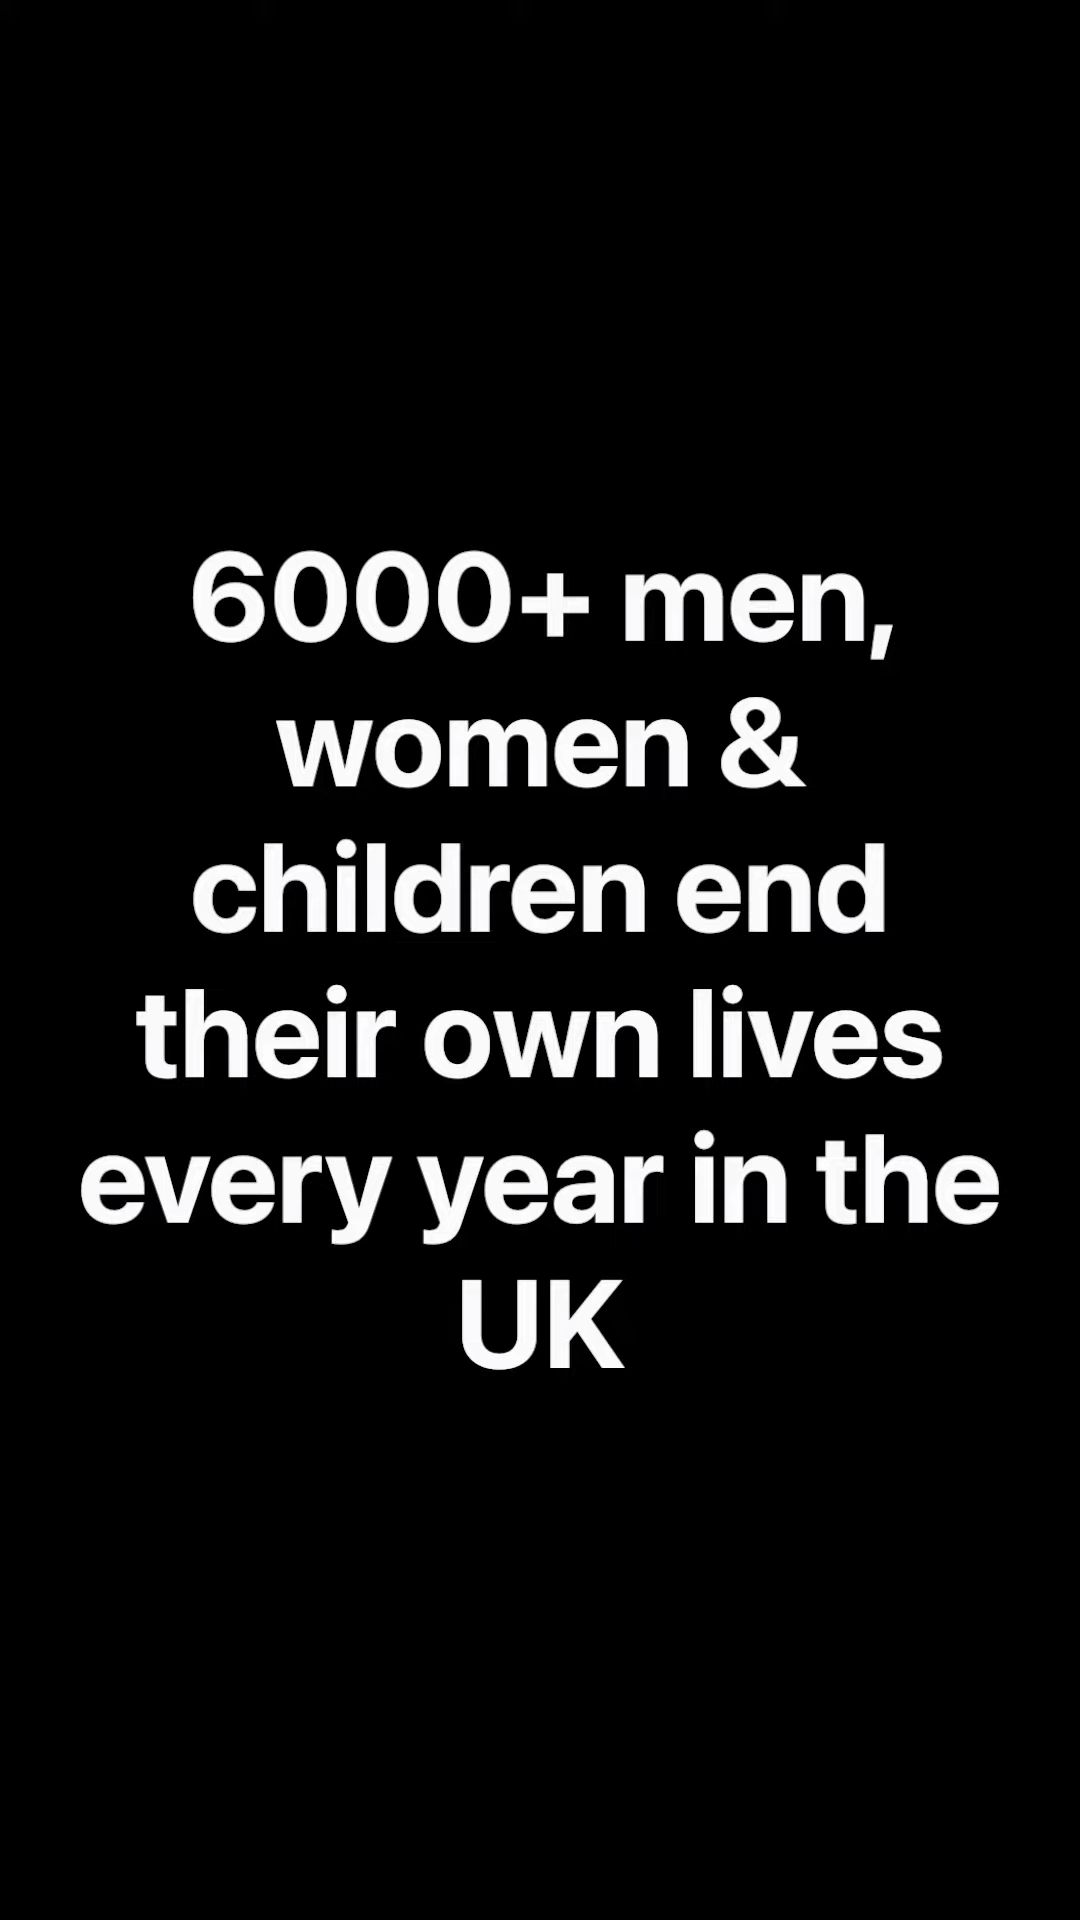 6000+ men,
women &
children end
their own lives
every year in the
UK